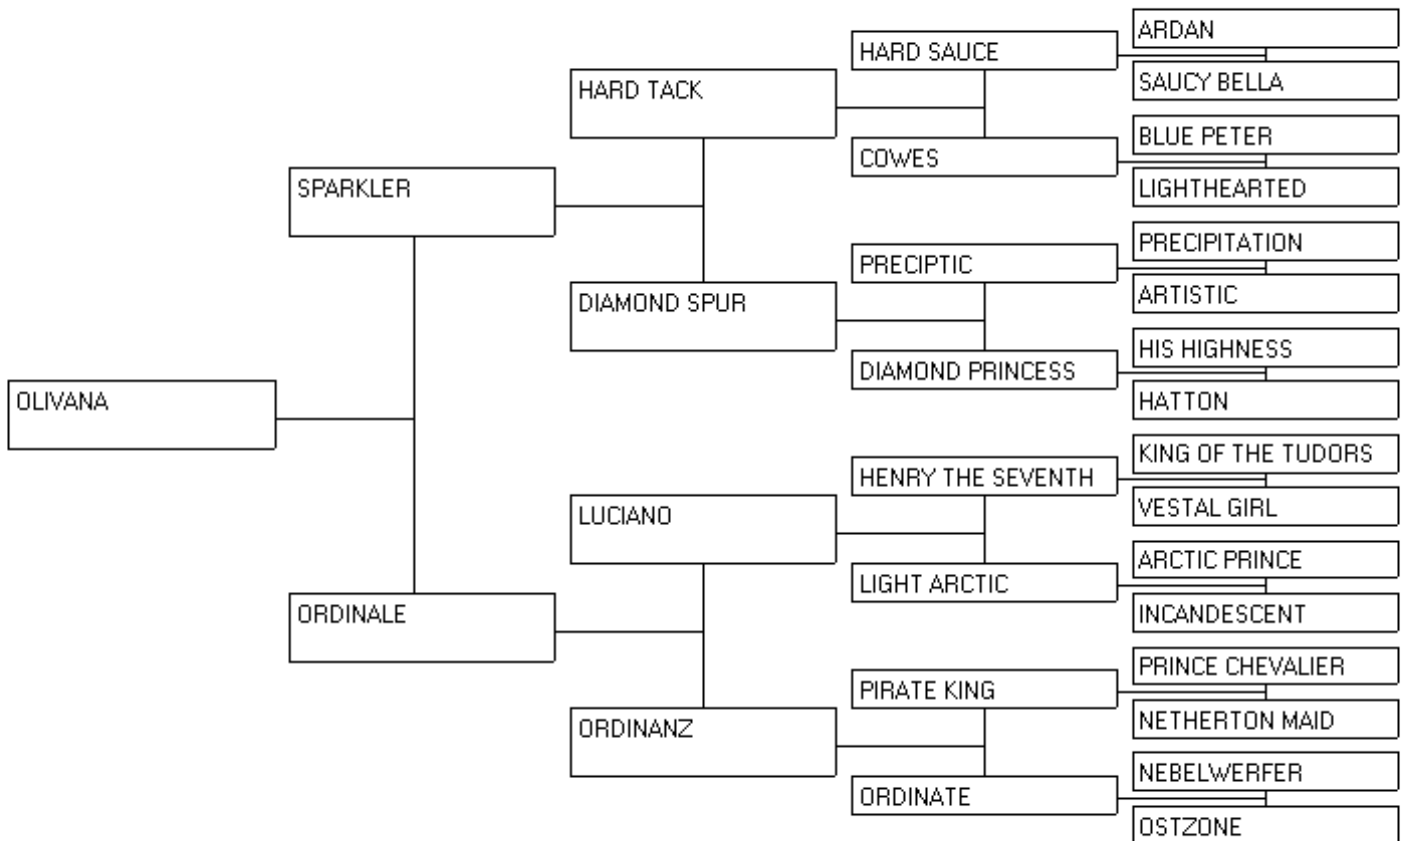 ARDAN
HARD SAUCE
SAUCY BELLA
HARD TACK
BLUE PETER
COWES
LIGHTHEARTED
SPARKLER
PRECIPITATION
PRECIPTIC
ARTISTIC
DIAMOND SPUR
HIS HIGHNESS
DIAMOND PRINCESS
HATTON
OLIVANA
KING OF THE TUDORS
HENRY THE SEVENTH
VESTAL GIRL
LUCIANO
ARCTIC PRINCE
LIGHT ARCTIC
INCANDESCENT
ORDINALE
PRINCE CHEVALIER
PIRATE KING
NETHERTON MAID
ORDINANZ
NEBELWERFER
ORDINATE
OSTZONE